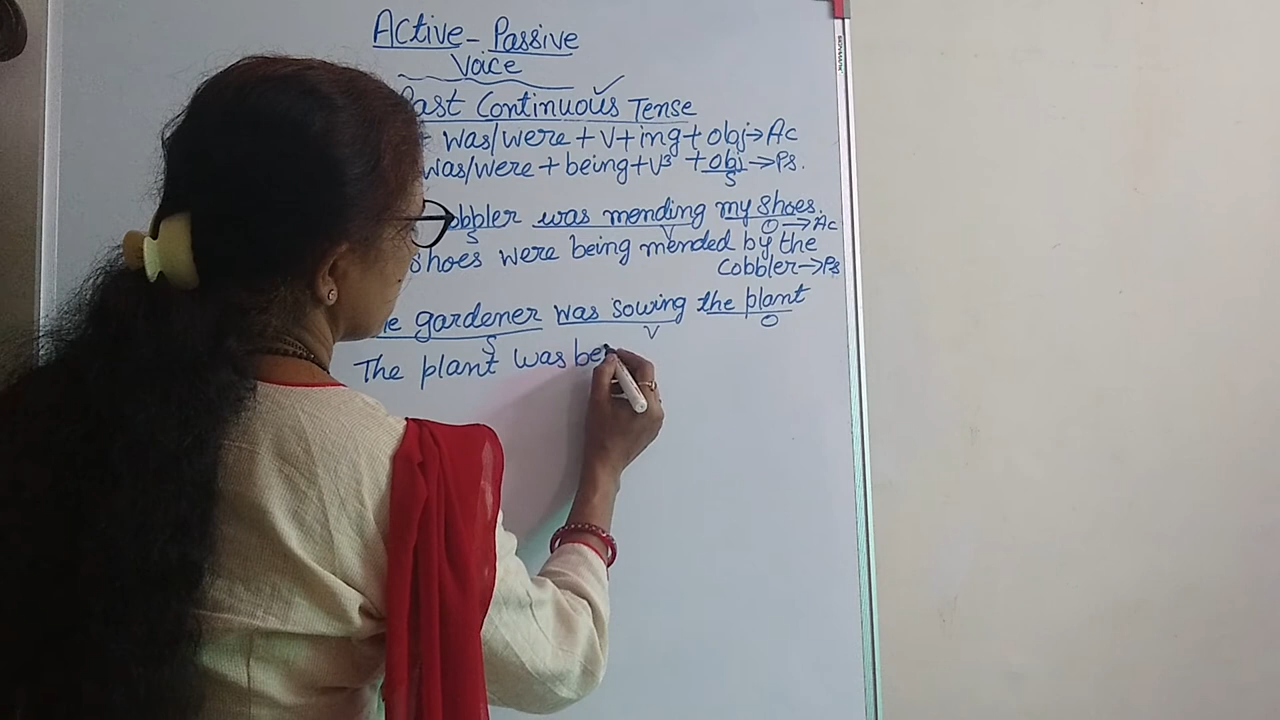 Active - Passive
Voice
Past Continuous Tense
+ was/were + V + ing + obj → Ac
was/were + being + V³ + obj → Ps.
S
obbler was mending my shoes.
S V O → Ac
shoes were being mended by the
cobbler → Ps
he gardener was sowing the plant
S V O
The plant was be